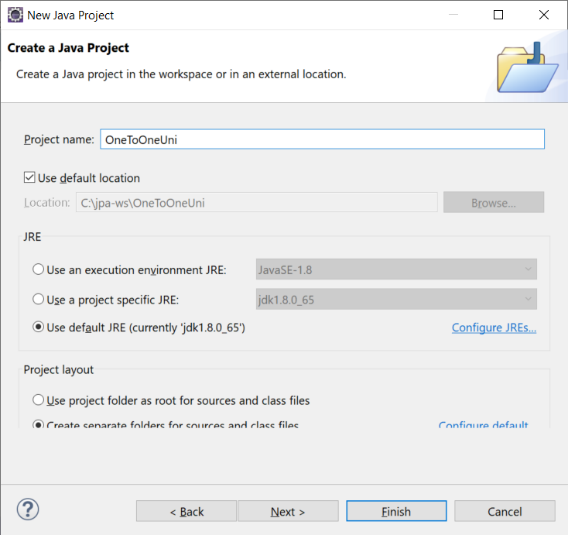 New Java Project
Create a Java Project
Create a Java project in the workspace or in an external location.
Project name: OneToOneUni
Use default location
Location: C:\jpa-ws\OneToOneUni Browse...
JRE
Use an execution environment JRE: JavaSE-1.8
Use a project specific JRE: jdk1.8.0_65
Use default JRE (currently 'jdk1.8.0_65') Configure JREs...
Project layout
Use project folder as root for sources and class files
Create separate folders for sources and class files Configure default
? < Back Next > Finish Cancel